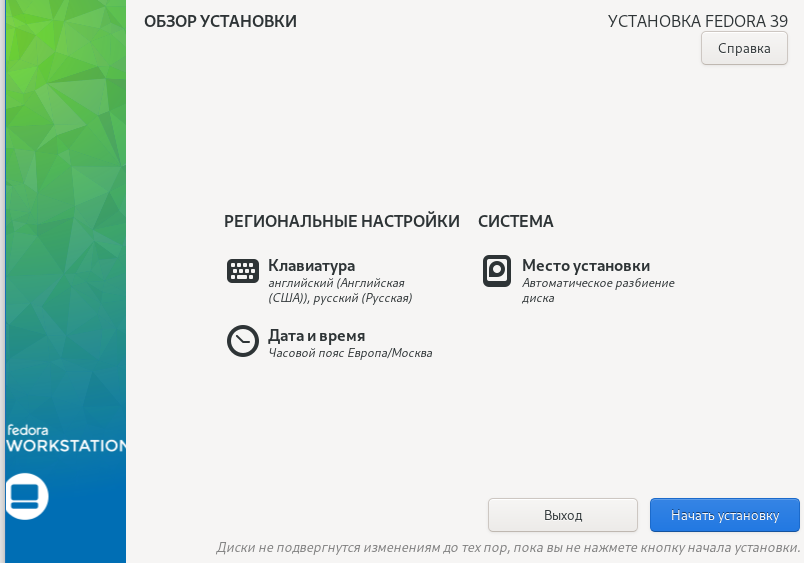 ОБЗОР УСТАНОВКИ
УСТАНОВКА FEDORA 39
Справка
РЕГИОНАЛЬНЫЕ НАСТРОЙКИ
Клавиатура
английский (Английская
(США)), русский (Русская)
Дата и время
Часовой пояс Европа/Москва
СИСТЕМА
Место установки
Автоматическое разбиение
диска
fedora
WORKSTATION
Выход
Начать установку
Диски не подвергнутся изменениям до тех пор, пока вы не нажмете кнопку начала установки.